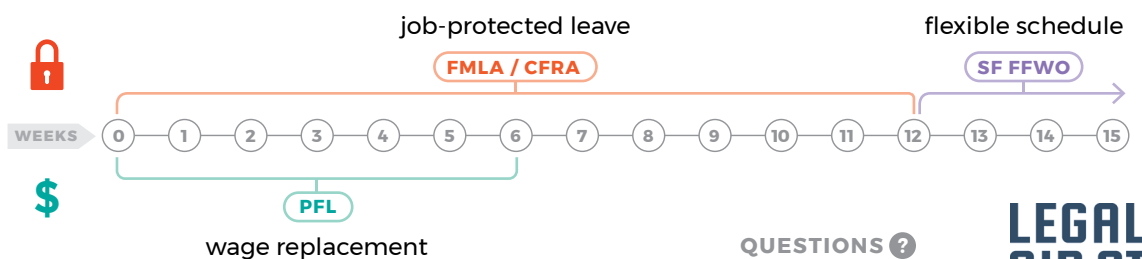 job-protected leave
flexible schedule
FMLA / CFRA
SF FFWO
WEEKS 0 1 2 3 4 5 6 7 8 9 10 11 12 13 14 15
$
PFL
wage replacement
QUESTIONS ?
LEGAL